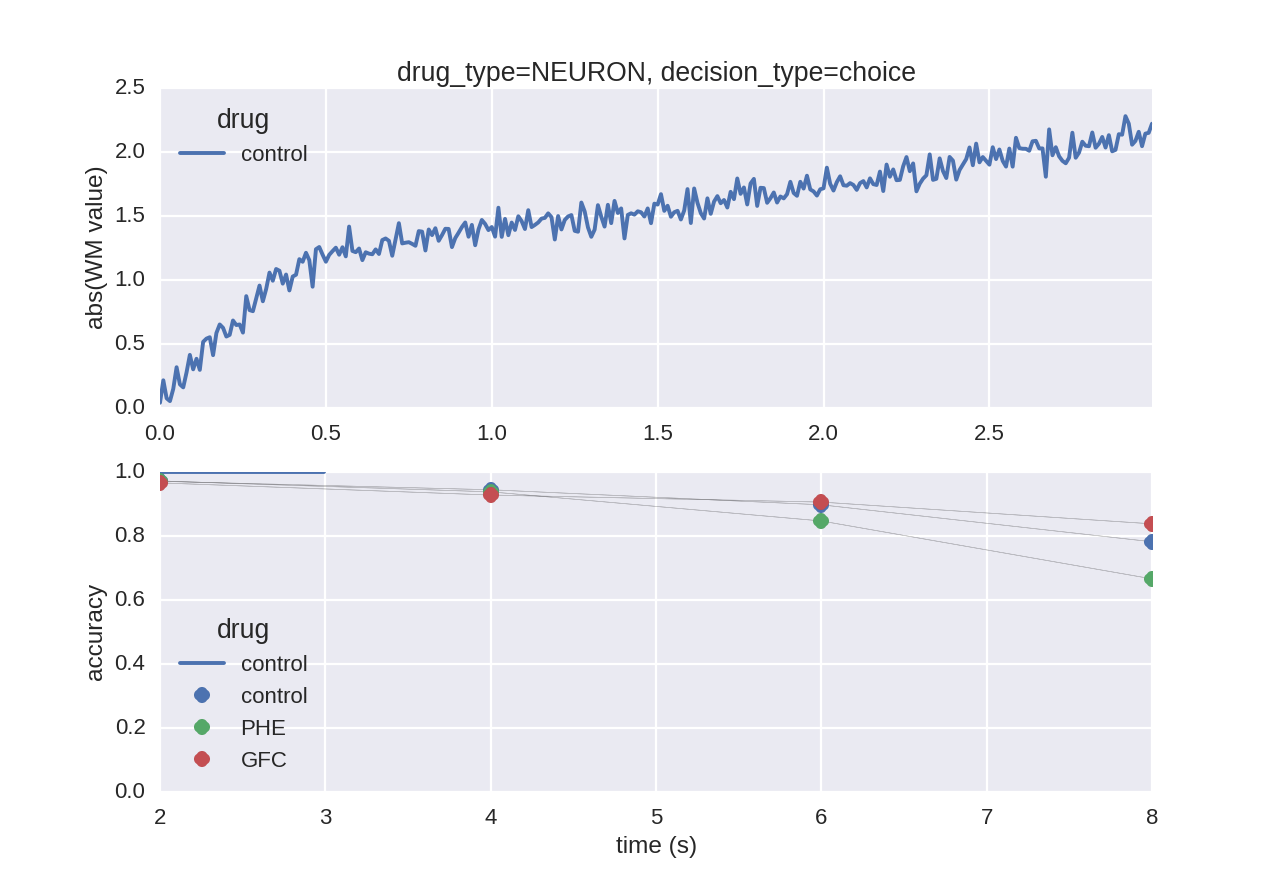 drug_type=NEURON, decision_type=choice
2.5
2.0
1.5
1.0
0.5
0.0
abs(WM value)
drug
control
0.0 0.5 1.0 1.5 2.0 2.5
1.0
0.8
0.6
0.4
0.2
0.0
accuracy
drug
control
control
PHE
GFC
2 3 4 5 6 7 8
time (s)